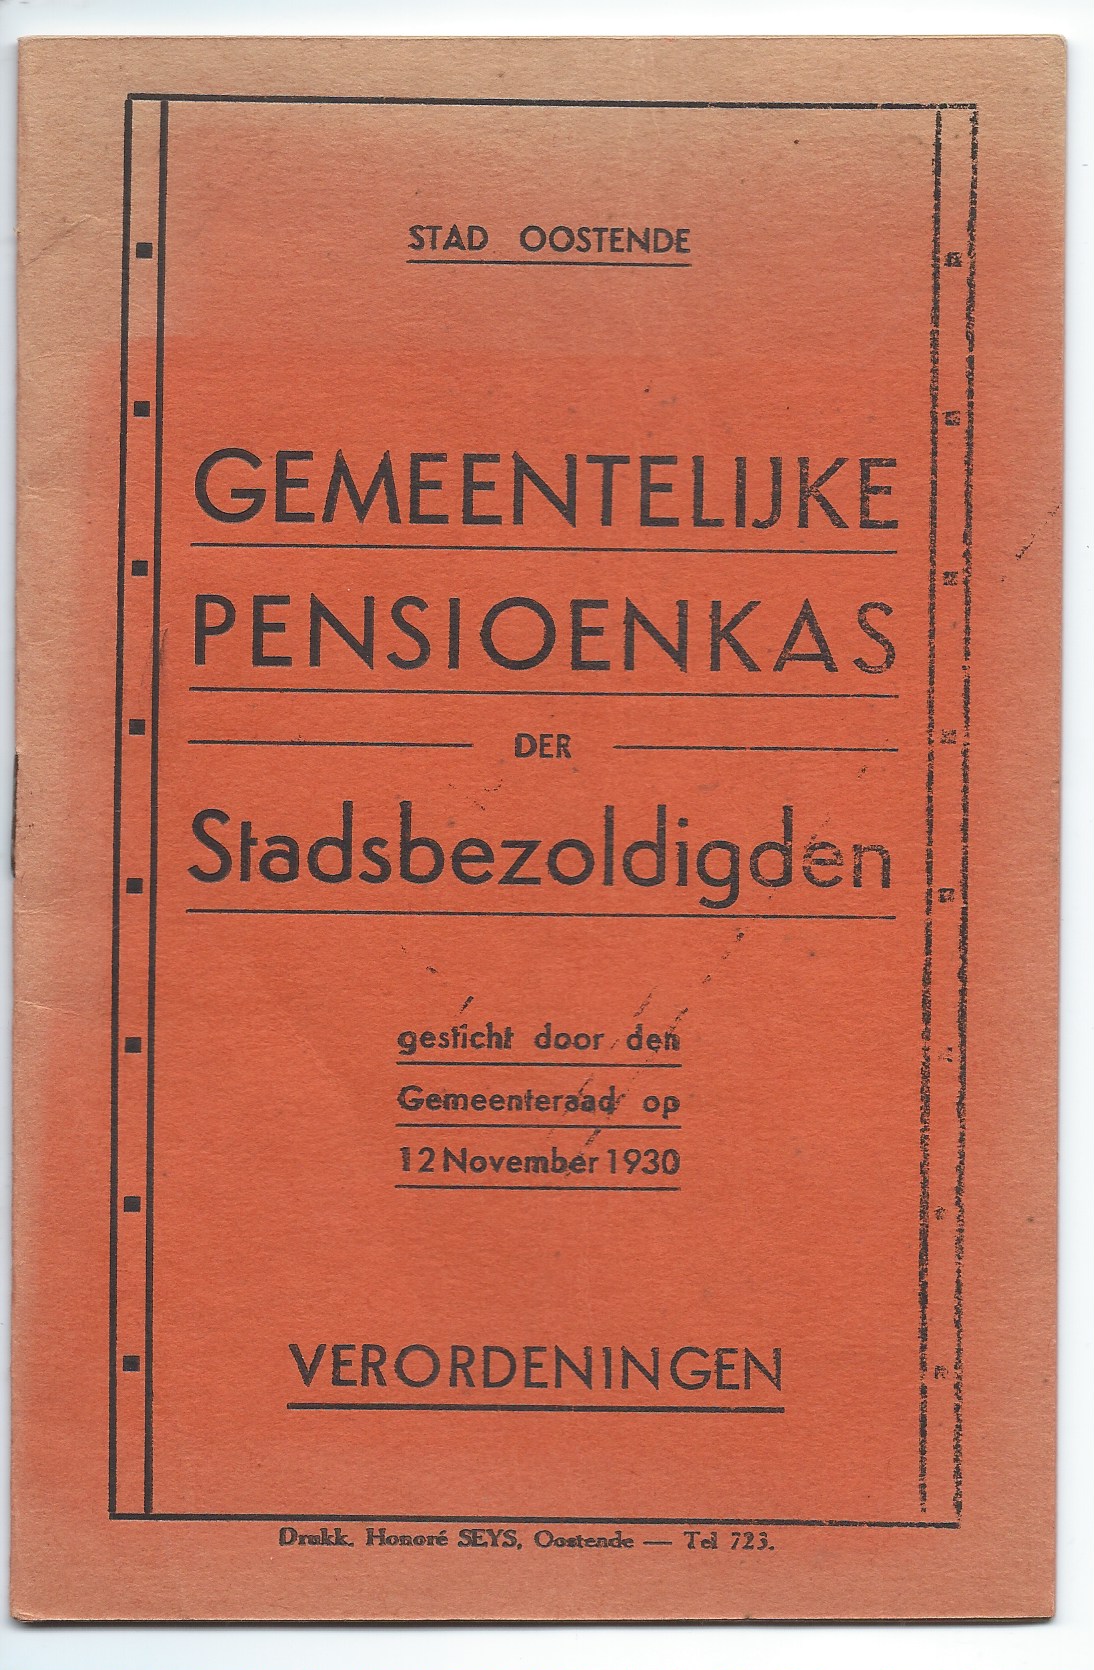 STAD OOSTENDE
GEMEENTELIJKE
PENSIOENKAS
DER
Stadsbezoldigden
gesticht door den
Gemeenteraad op
12 November 1930
VERORDENINGEN
Drukk. Honoré SEYS, Oostende — Tel 723.